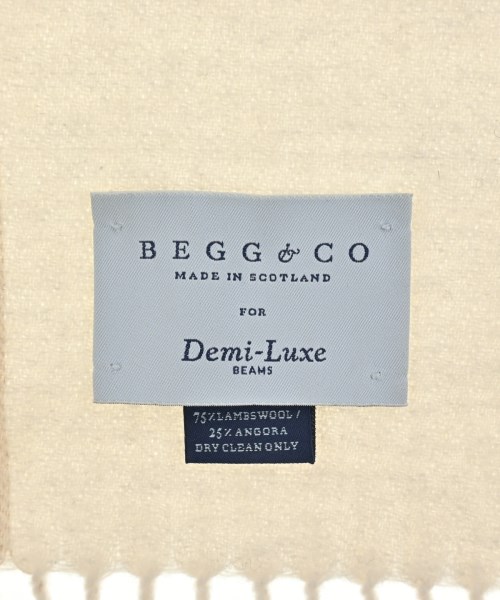 BEGG & CO
MADE IN SCOTLAND
FOR
Demi-Luxe
BEAMS
75% LAMBSWOOL /
25% ANGORA
DRY CLEAN ONLY